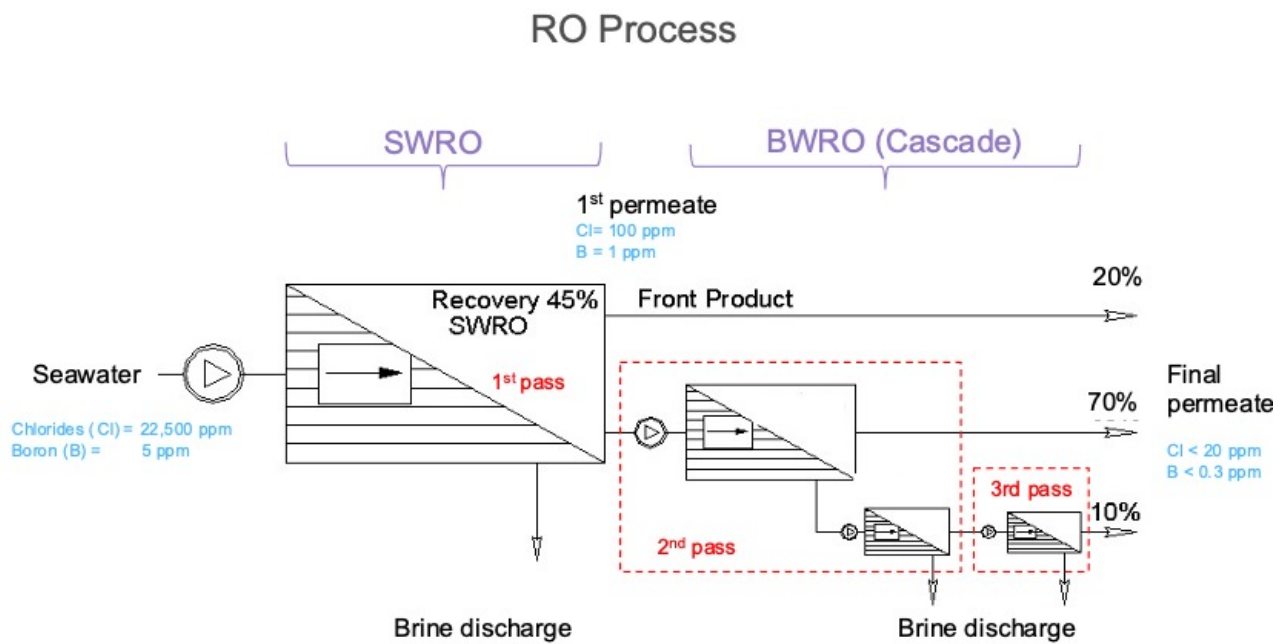 RO Process
SWRO
BWRO (Cascade)
1st permeate
Cl= 100 ppm
B = 1 ppm
20%
Recovery 45%
SWRO
Front Product
Seawater
1st pass
Chlorides (Cl)= 22,500 ppm
Boron (B) = 5 ppm
70%
Final
permeate
Cl < 20 ppm
B < 0.3 ppm
3rd pass
10%
2nd pass
Brine discharge
Brine discharge